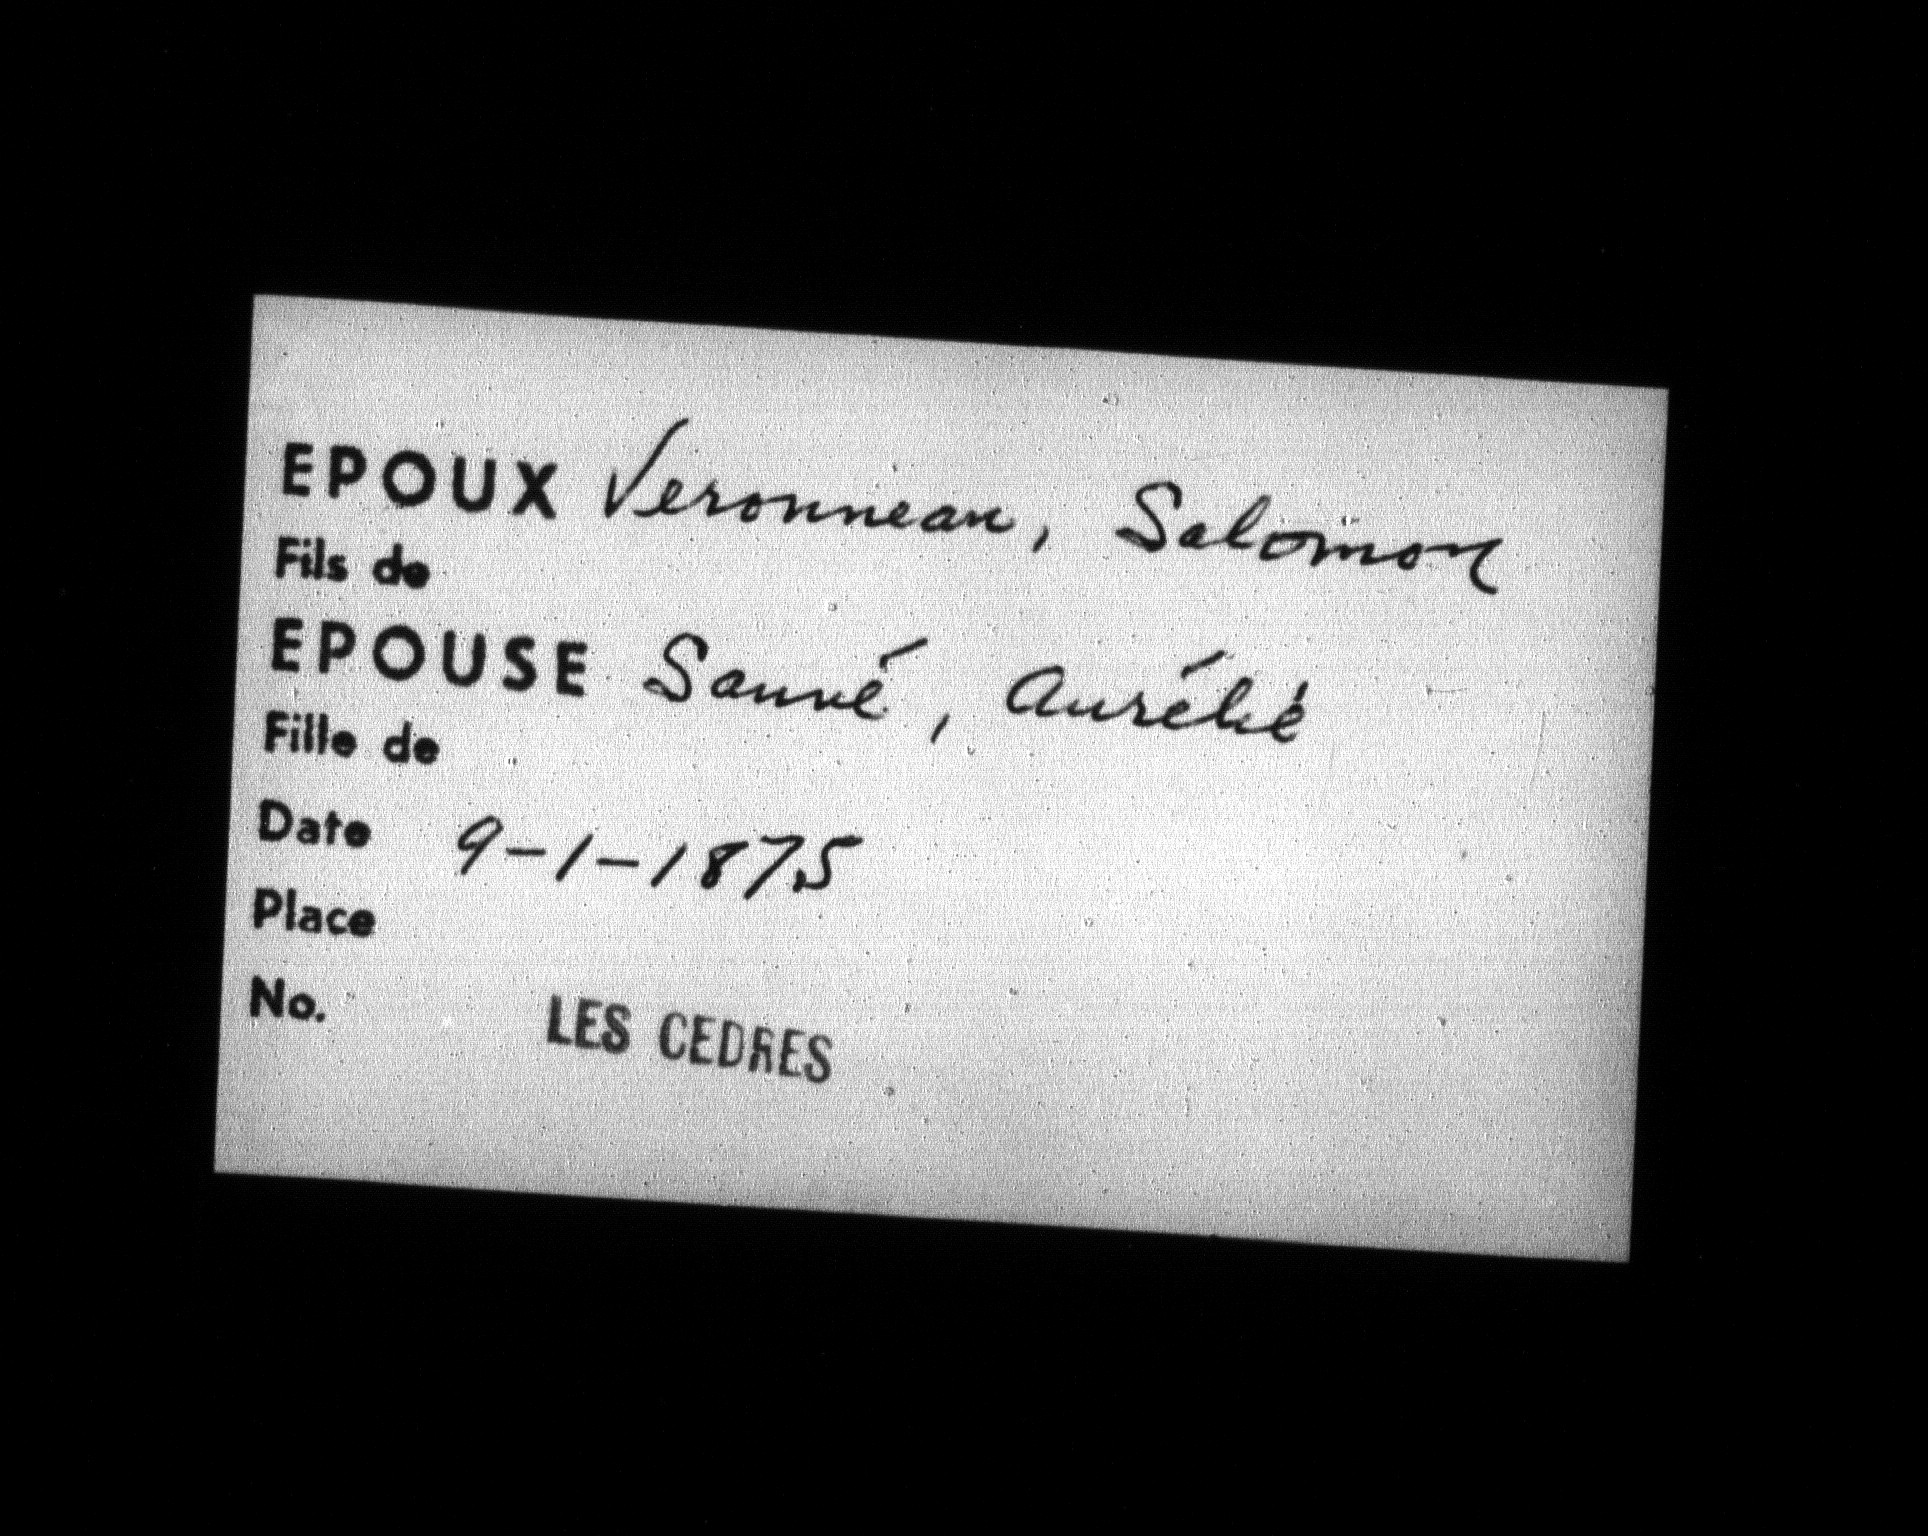 EPOUX Veronneau, Salomon
Fils de
EPOUSE Sauvé, Aurélie
Fille de
Date 9-1-1875
Place
No.
LES CEDRES